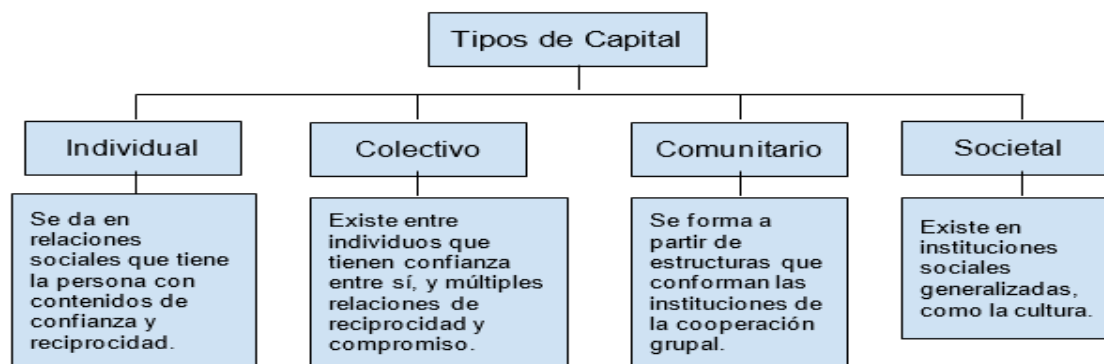 Tipos de Capital
Individual
Colectivo
Comunitario
Societal
Se da en
relaciones
sociales que tiene
la persona con
contenidos de
confianza y
reciprocidad.
Existe entre
individuos que
tienen confianza
entre sí, y múltiples
relaciones de
reciprocidad y
compromiso.
Se forma a
partir de
estructuras que
conforman las
instituciones de
la cooperación
grupal.
Existe en
instituciones
sociales
generalizadas,
como la cultura.